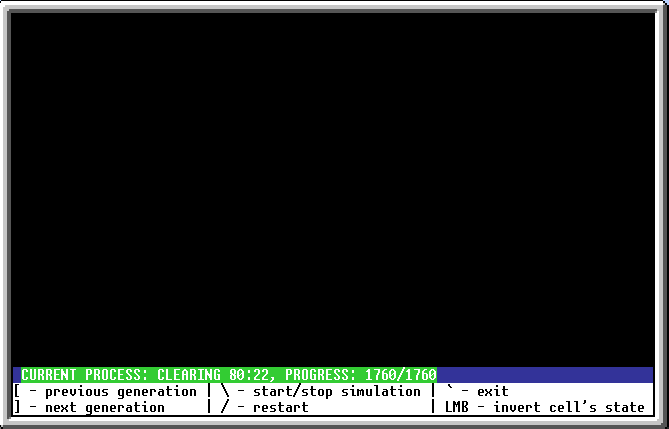 CURRENT PROCESS: CLEARING 80:22, PROGRESS: 1760/1760
[ - previous generation | \ - start/stop simulation | ` - exit
] - next generation | / - restart | LMB - invert cell's state